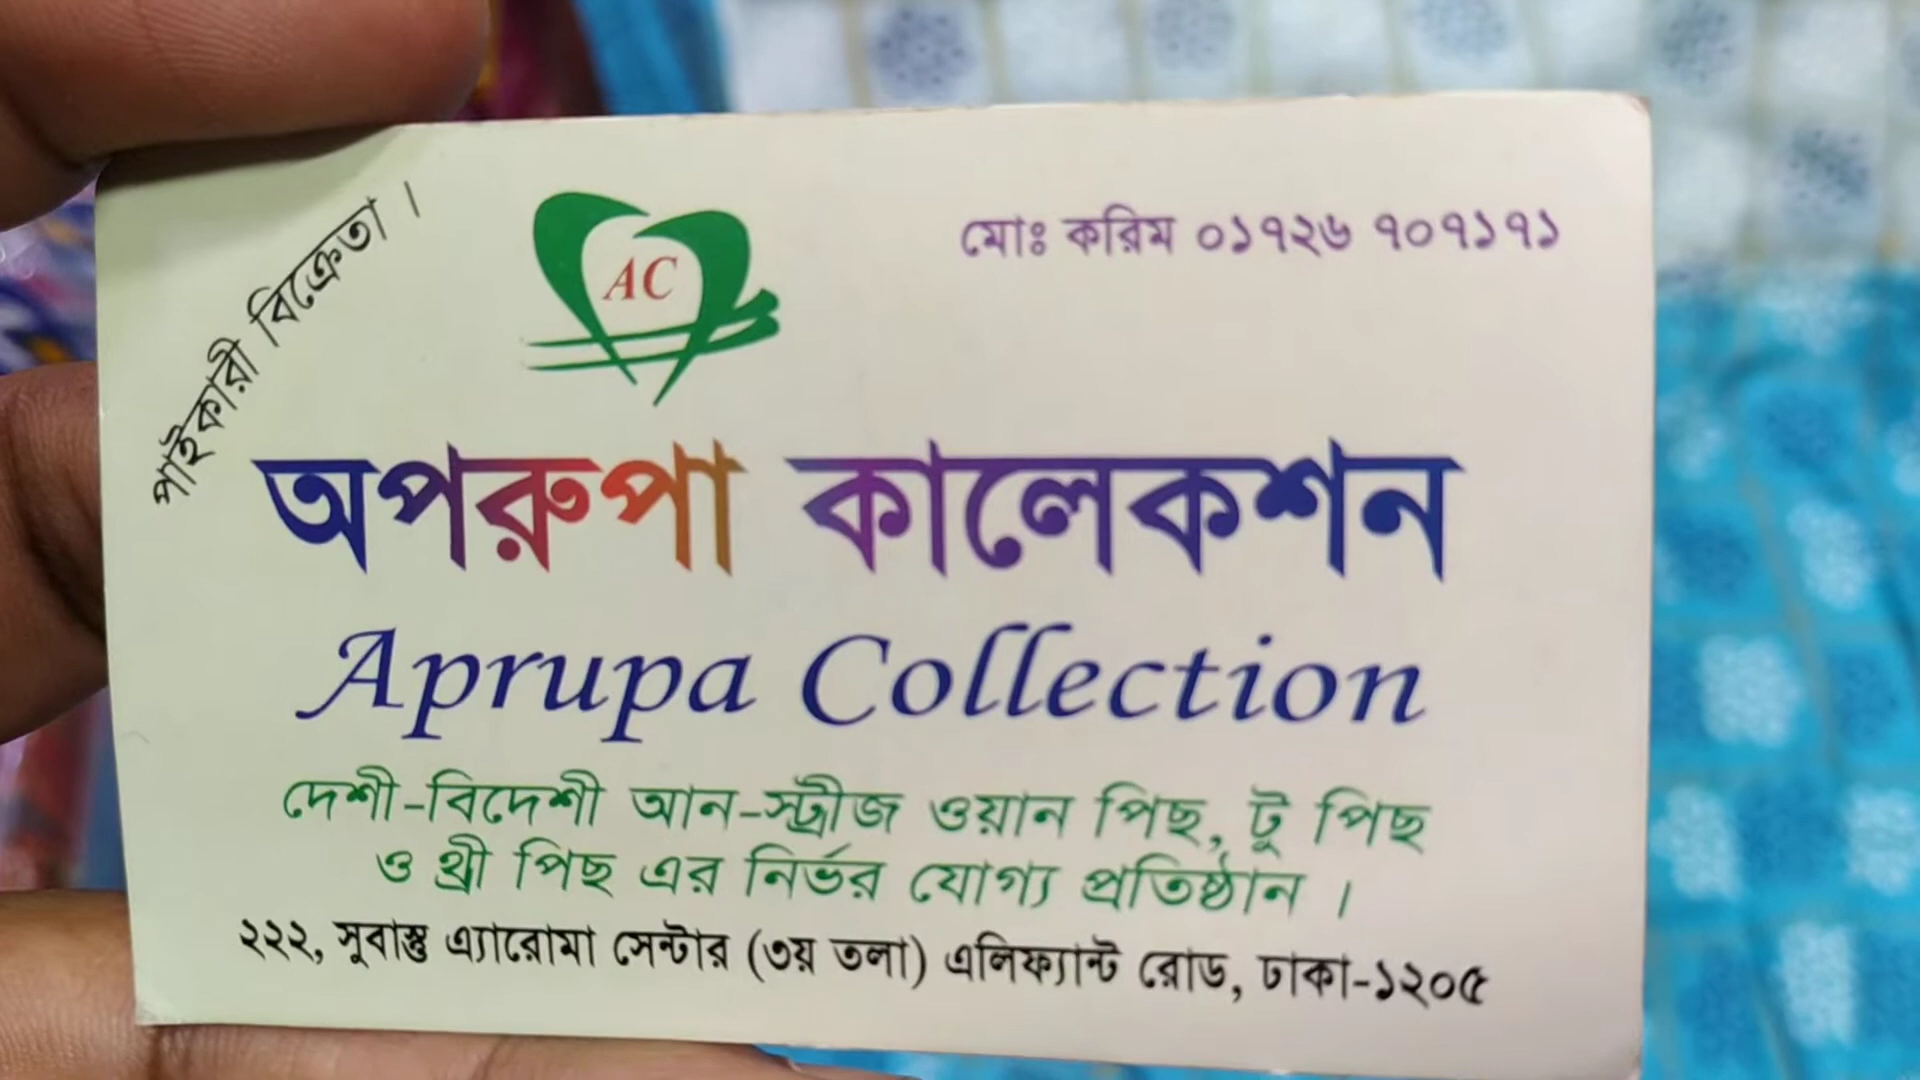 পাইকারী বিক্রেতা ।
AC
মোঃ করিম ০১৭২৬ ৭০৭১৭১
অপরুপা কালেকশন
Aprupa Collection
দেশী-বিদেশী আন-স্ট্রীজ ওয়ান পিছ, টু পিছ
ও থ্রী পিছ এর নির্ভর যোগ্য প্রতিষ্ঠান ।
২২২, সুবাস্তু এ্যারোমা সেন্টার (৩য় তলা) এলিফ্যান্ট রোড, ঢাকা-১২০৫